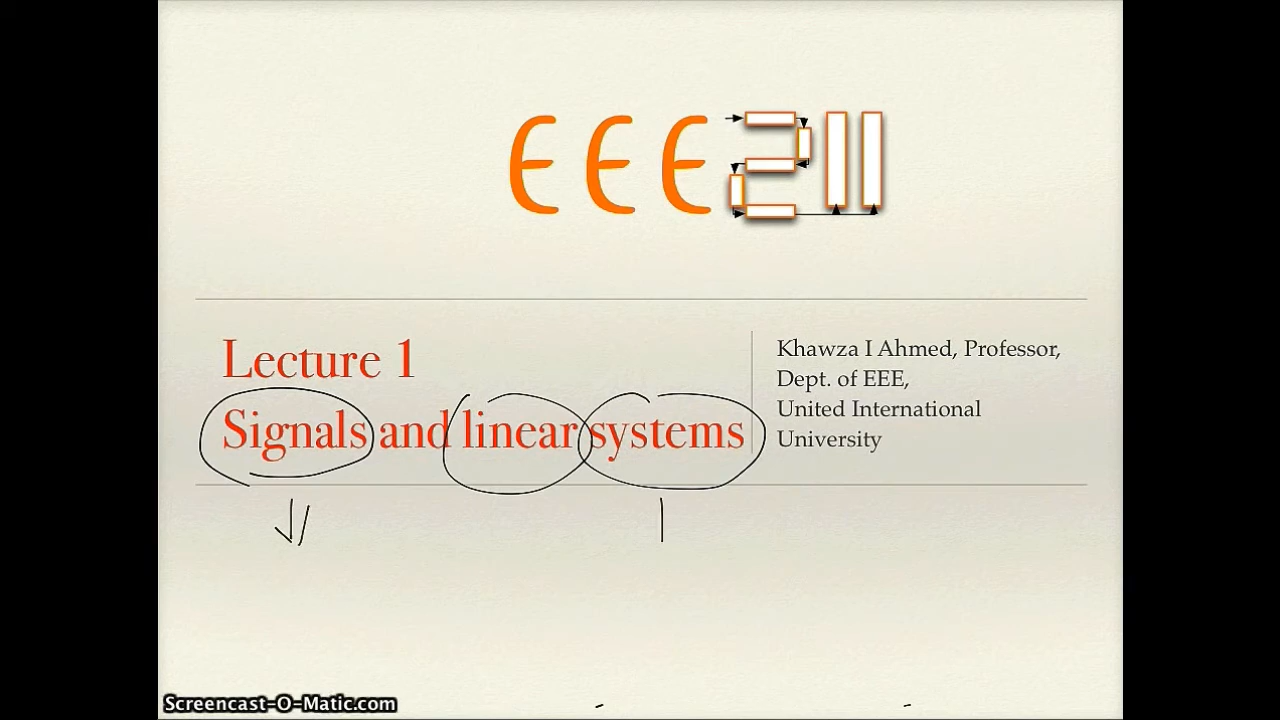 EEE211
Lecture 1
Signals and linear systems
Khawza I Ahmed, Professor,
Dept. of EEE,
United International
University
Screencast-O-Matic.com